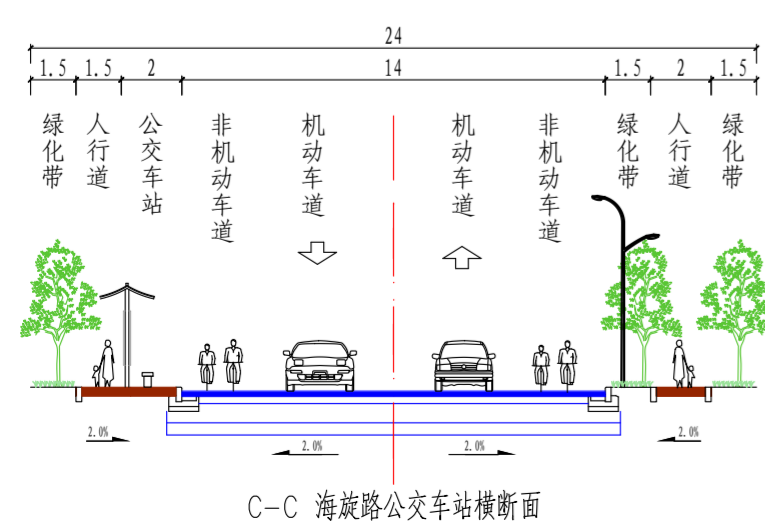 24
1.5 1.5 2 14 1.5 2 1.5
绿化带 人行道 公交车站 非机动车道 机动车道 机动车道 非机动车道 绿化带 人行道 绿化带
2.0% 2.0% 2.0% 2.0%
C-C 海旋路公交车站横断面